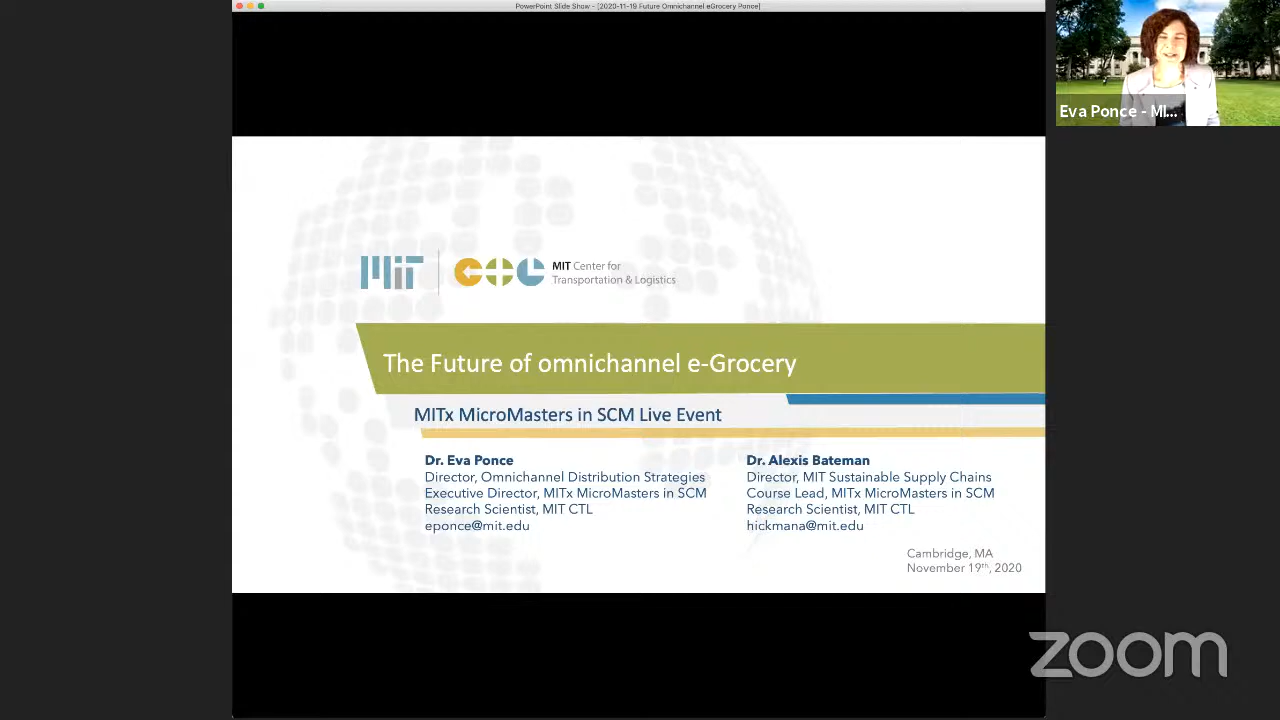 PowerPoint Slide Show - [2020-11-19 Future Omnichannel eGrocery Ponce]
Eva Ponce - MI...
MIT
CTL
MIT Center for
Transportation & Logistics
The Future of omnichannel e-Grocery
MITx MicroMasters in SCM Live Event
Dr. Eva Ponce
Director, Omnichannel Distribution Strategies
Executive Director, MITx MicroMasters in SCM
Research Scientist, MIT CTL
eponce@mit.edu
Dr. Alexis Bateman
Director, MIT Sustainable Supply Chains
Course Lead, MITx MicroMasters in SCM
Research Scientist, MIT CTL
hickmana@mit.edu
Cambridge, MA
November 19th, 2020
zoom